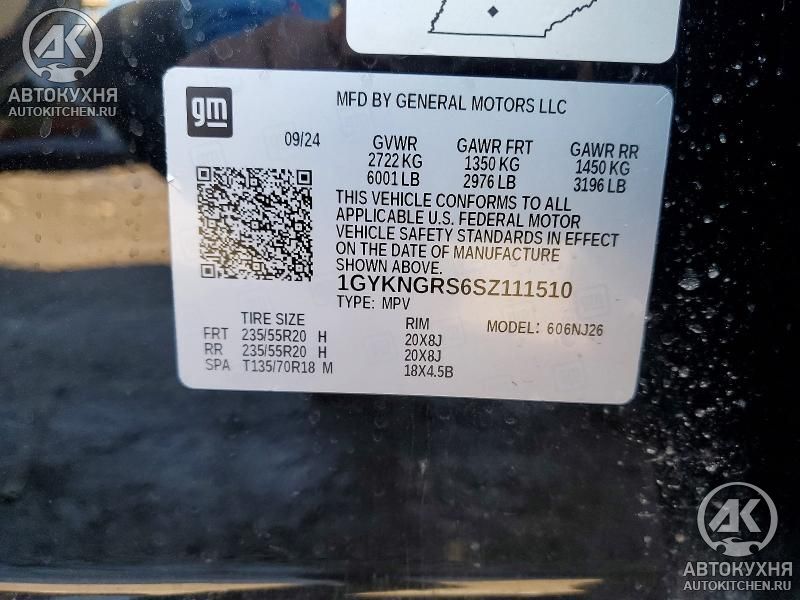 AK
АВТОКУХНЯ
AUTOKITCHEN.RU
gm
MFD BY GENERAL MOTORS LLC
09/24 GVWR GAWR FRT GAWR RR
2722 KG 1350 KG 1450 KG
6001 LB 2976 LB 3196 LB
THIS VEHICLE CONFORMS TO ALL
APPLICABLE U.S. FEDERAL MOTOR
VEHICLE SAFETY STANDARDS IN EFFECT
ON THE DATE OF MANUFACTURE
SHOWN ABOVE.
1GYKNGRS6SZ111510
TYPE: MPV
TIRE SIZE RIM MODEL: 606NJ26
FRT 235/55R20 H 20X8J
RR 235/55R20 H 20X8J
SPA T135/70R18 M 18X4.5B
AK
АВТОКУХНЯ
AUTOKITCHEN.RU